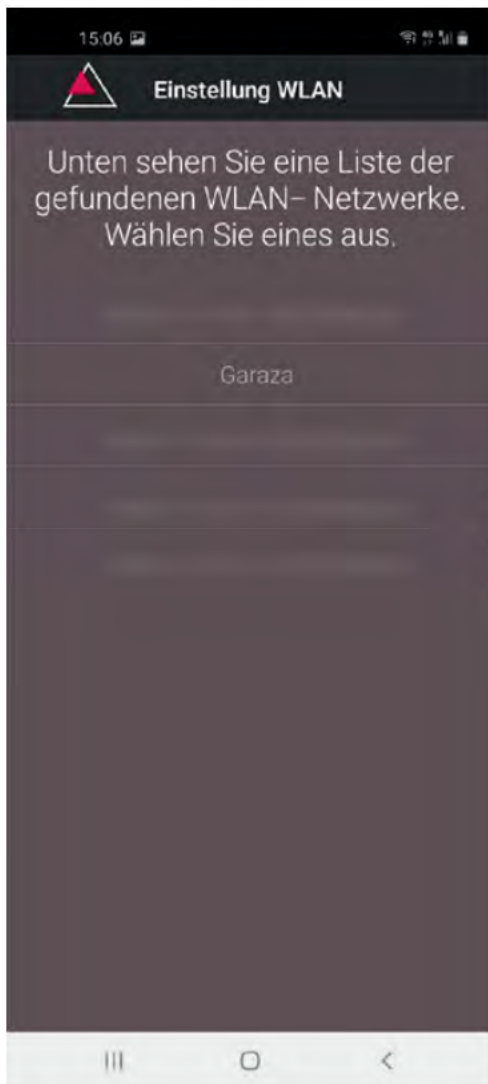 15:06
Einstellung WLAN
Unten sehen Sie eine Liste der
gefundenen WLAN– Netzwerke.
Wählen Sie eines aus.
Garaza